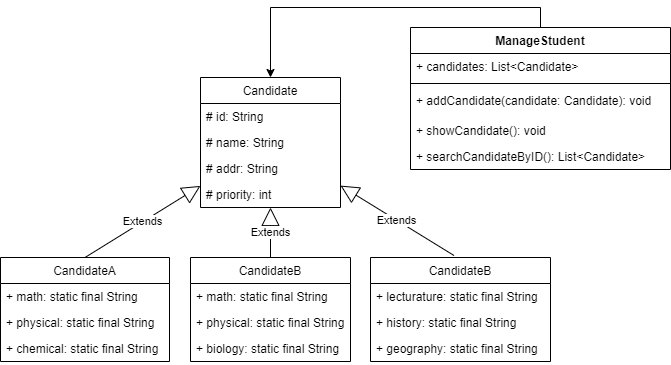 ManageStudent
+ candidates: List<Candidate>
+ addCandidate(candidate: Candidate): void
+ showCandidate(): void
+ searchCandidateByID(): List<Candidate>
Candidate
# id: String
# name: String
# addr: String
# priority: int
Extends
Extends
Extends
CandidateA
+ math: static final String
+ physical: static final String
+ chemical: static final String
CandidateB
+ math: static final String
+ physical: static final String
+ biology: static final String
CandidateB
+ lecturature: static final String
+ history: static final String
+ geography: static final String